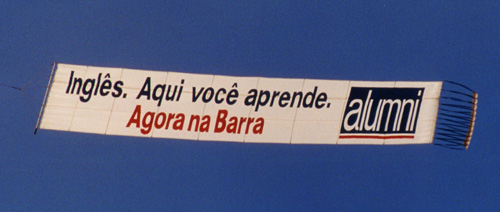 Inglês. Aqui você aprende.
Agora na Barra
alumni